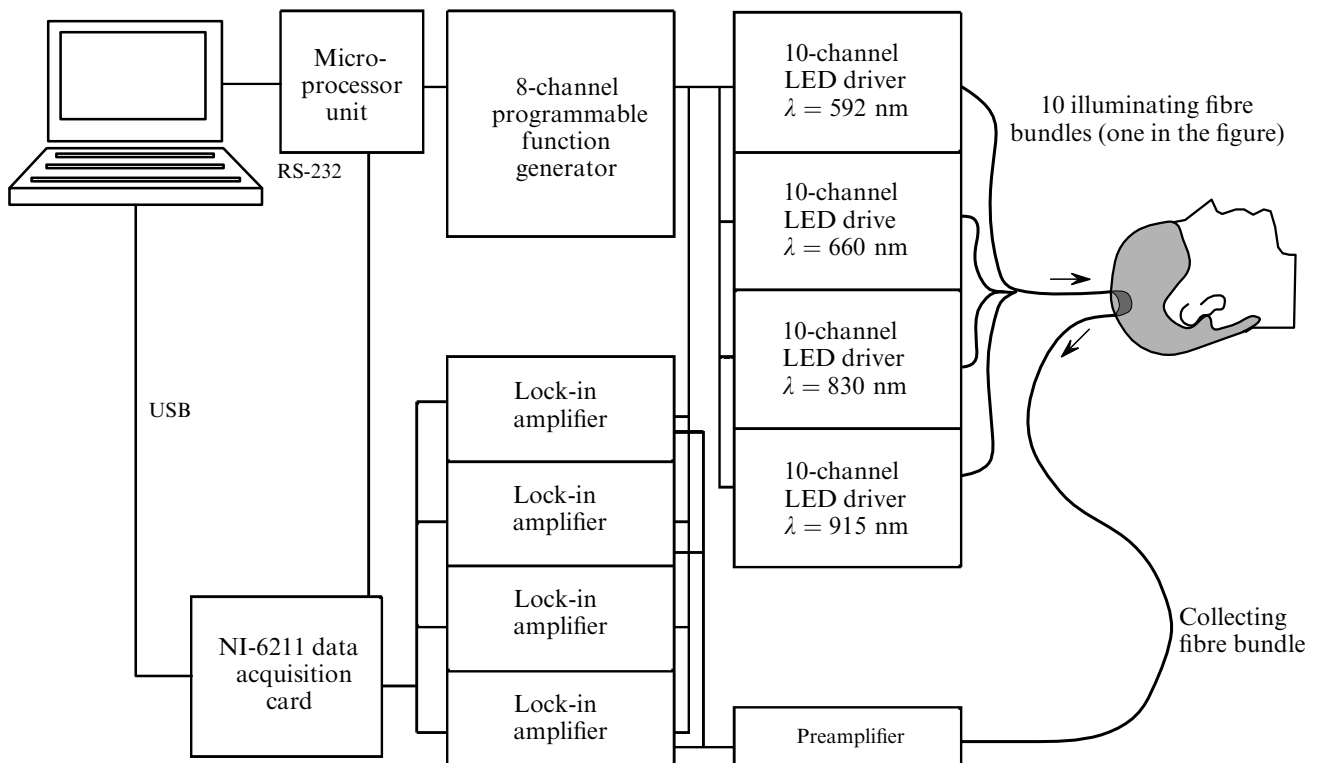 Micro-
processor
unit
RS-232
8-channel
programmable
function
generator
10-channel
LED driver
λ = 592 nm
10-channel
LED drive
λ = 660 nm
10-channel
LED driver
λ = 830 nm
10-channel
LED driver
λ = 915 nm
10 illuminating fibre
bundles (one in the figure)
USB
Lock-in
amplifier
Lock-in
amplifier
Lock-in
amplifier
Lock-in
amplifier
NI-6211 data
acquisition
card
Preamplifier
Collecting
fibre bundle